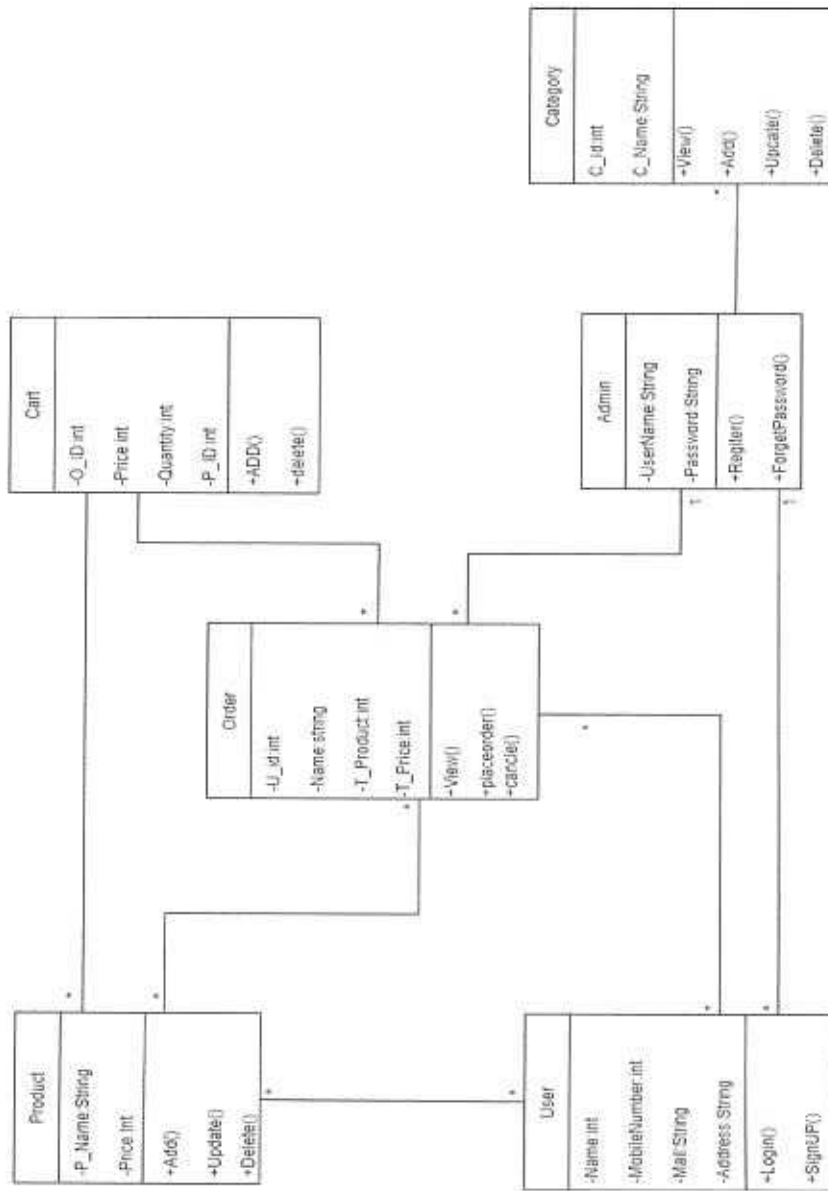 Product
-P_Name:String
-Price:int
+Add()
+Update()
+Delete()
*
*
*
User
-Name:int
-MobileNumber:int
-Mail:String
-Address:String
+Login()
+SignUP()
*
*
*
Order
-U_id:int
-Name:string
-T_Product:int
-T_Price:int
+View()
+placeorder()
+cancle()
*
*
*
*
Cart
-O_ID:int
-Price:int
-Quantity:int
-P_ID:int
+ADD()
+delete()
Admin
-UserName:String
-Password:String
+Regiter()
+ForgetPassword()
1
1
Category
C_id:int
C_Name:String
+View()
+Add()
+Update()
+Delete()
*